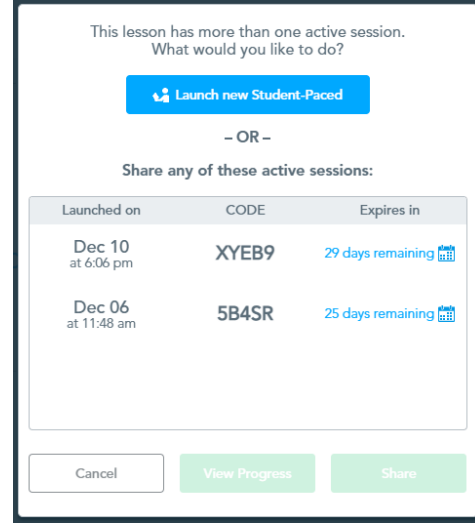 This lesson has more than one active session.
What would you like to do?
Launch new Student-Paced
– OR –
Share any of these active sessions:
Launched on CODE Expires in
Dec 10
at 6:06 pm
XYEB9
29 days remaining
Dec 06
at 11:48 am
5B4SR
25 days remaining
Cancel View Progress Share